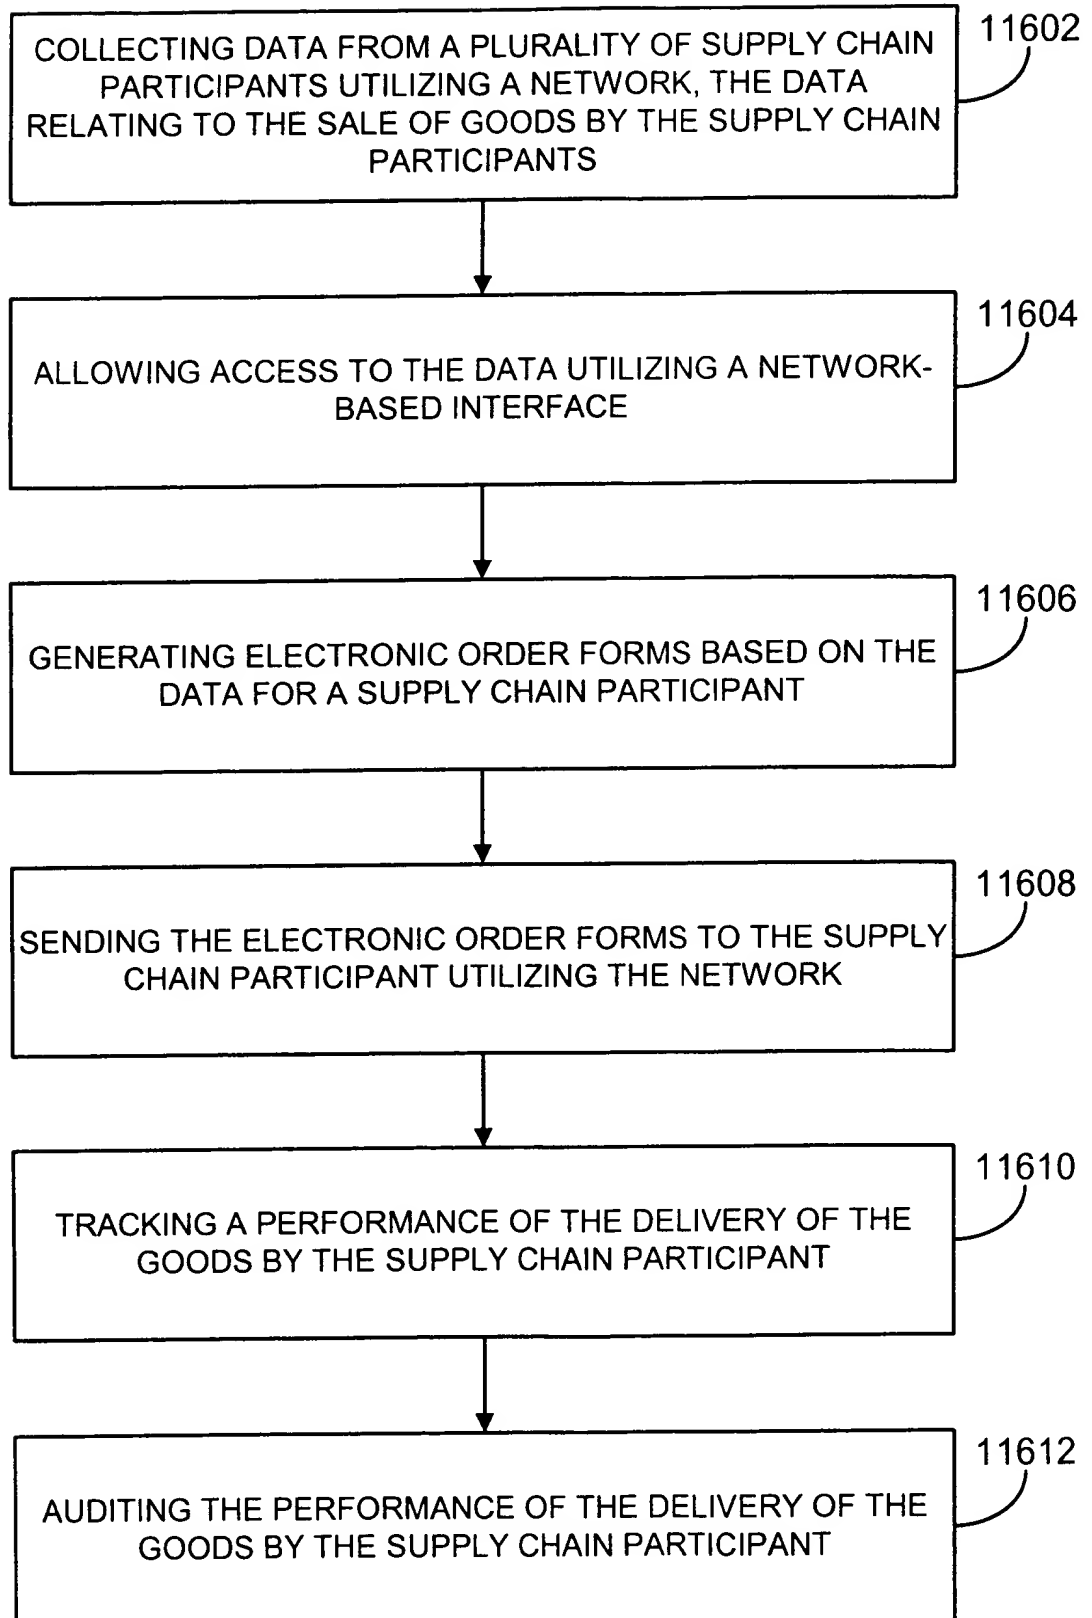 11602
COLLECTING DATA FROM A PLURALITY OF SUPPLY CHAIN
PARTICIPANTS UTILIZING A NETWORK, THE DATA
RELATING TO THE SALE OF GOODS BY THE SUPPLY CHAIN
PARTICIPANTS
11604
ALLOWING ACCESS TO THE DATA UTILIZING A NETWORK-
BASED INTERFACE
11606
GENERATING ELECTRONIC ORDER FORMS BASED ON THE
DATA FOR A SUPPLY CHAIN PARTICIPANT
11608
SENDING THE ELECTRONIC ORDER FORMS TO THE SUPPLY
CHAIN PARTICIPANT UTILIZING THE NETWORK
11610
TRACKING A PERFORMANCE OF THE DELIVERY OF THE
GOODS BY THE SUPPLY CHAIN PARTICIPANT
11612
AUDITING THE PERFORMANCE OF THE DELIVERY OF THE
GOODS BY THE SUPPLY CHAIN PARTICIPANT